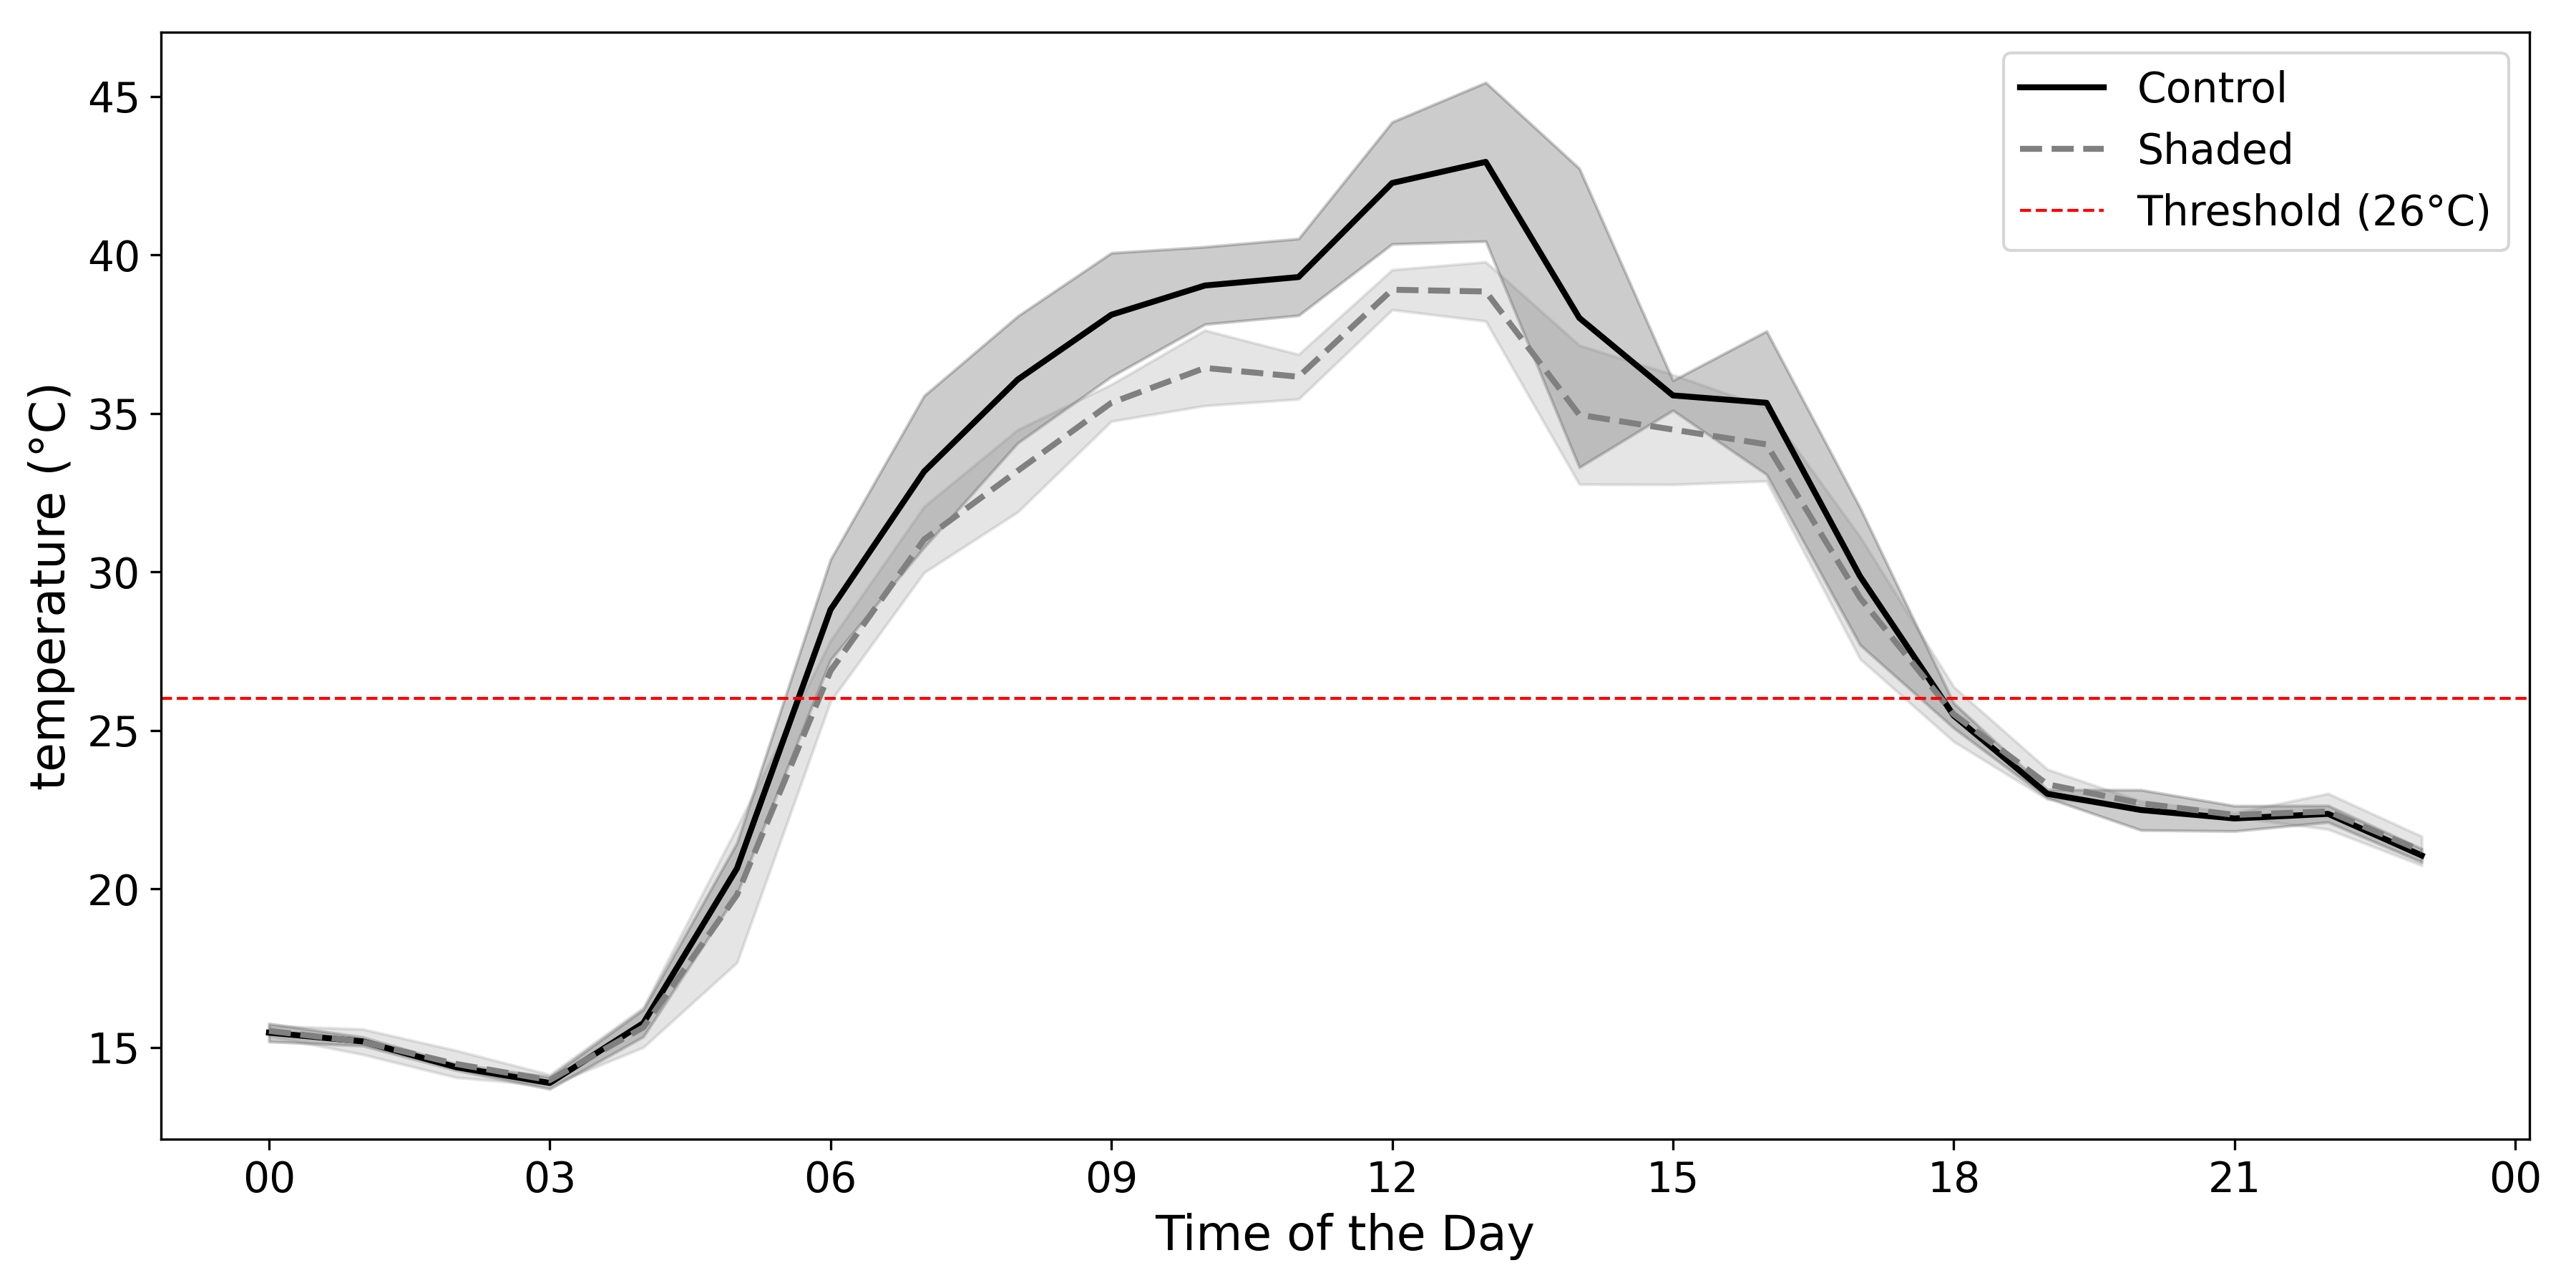 45
40
35
30
25
20
15
temperature (°C)
Control
Shaded
Threshold (26°C)
00 03 06 09 12 15 18 21 00
Time of the Day